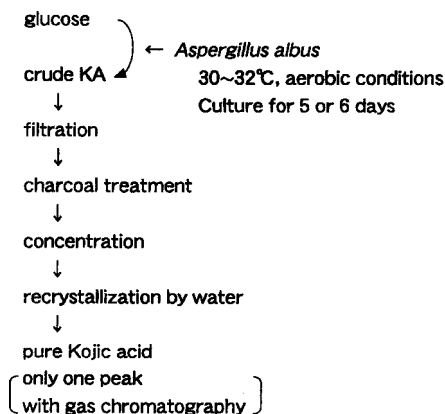 glucose
← Aspergillus albus
crude KA
30~32℃, aerobic conditions
Culture for 5 or 6 days
↓
filtration
↓
charcoal treatment
↓
concentration
↓
recrystallization by water
↓
pure Kojic acid
only one peak
with gas chromatography